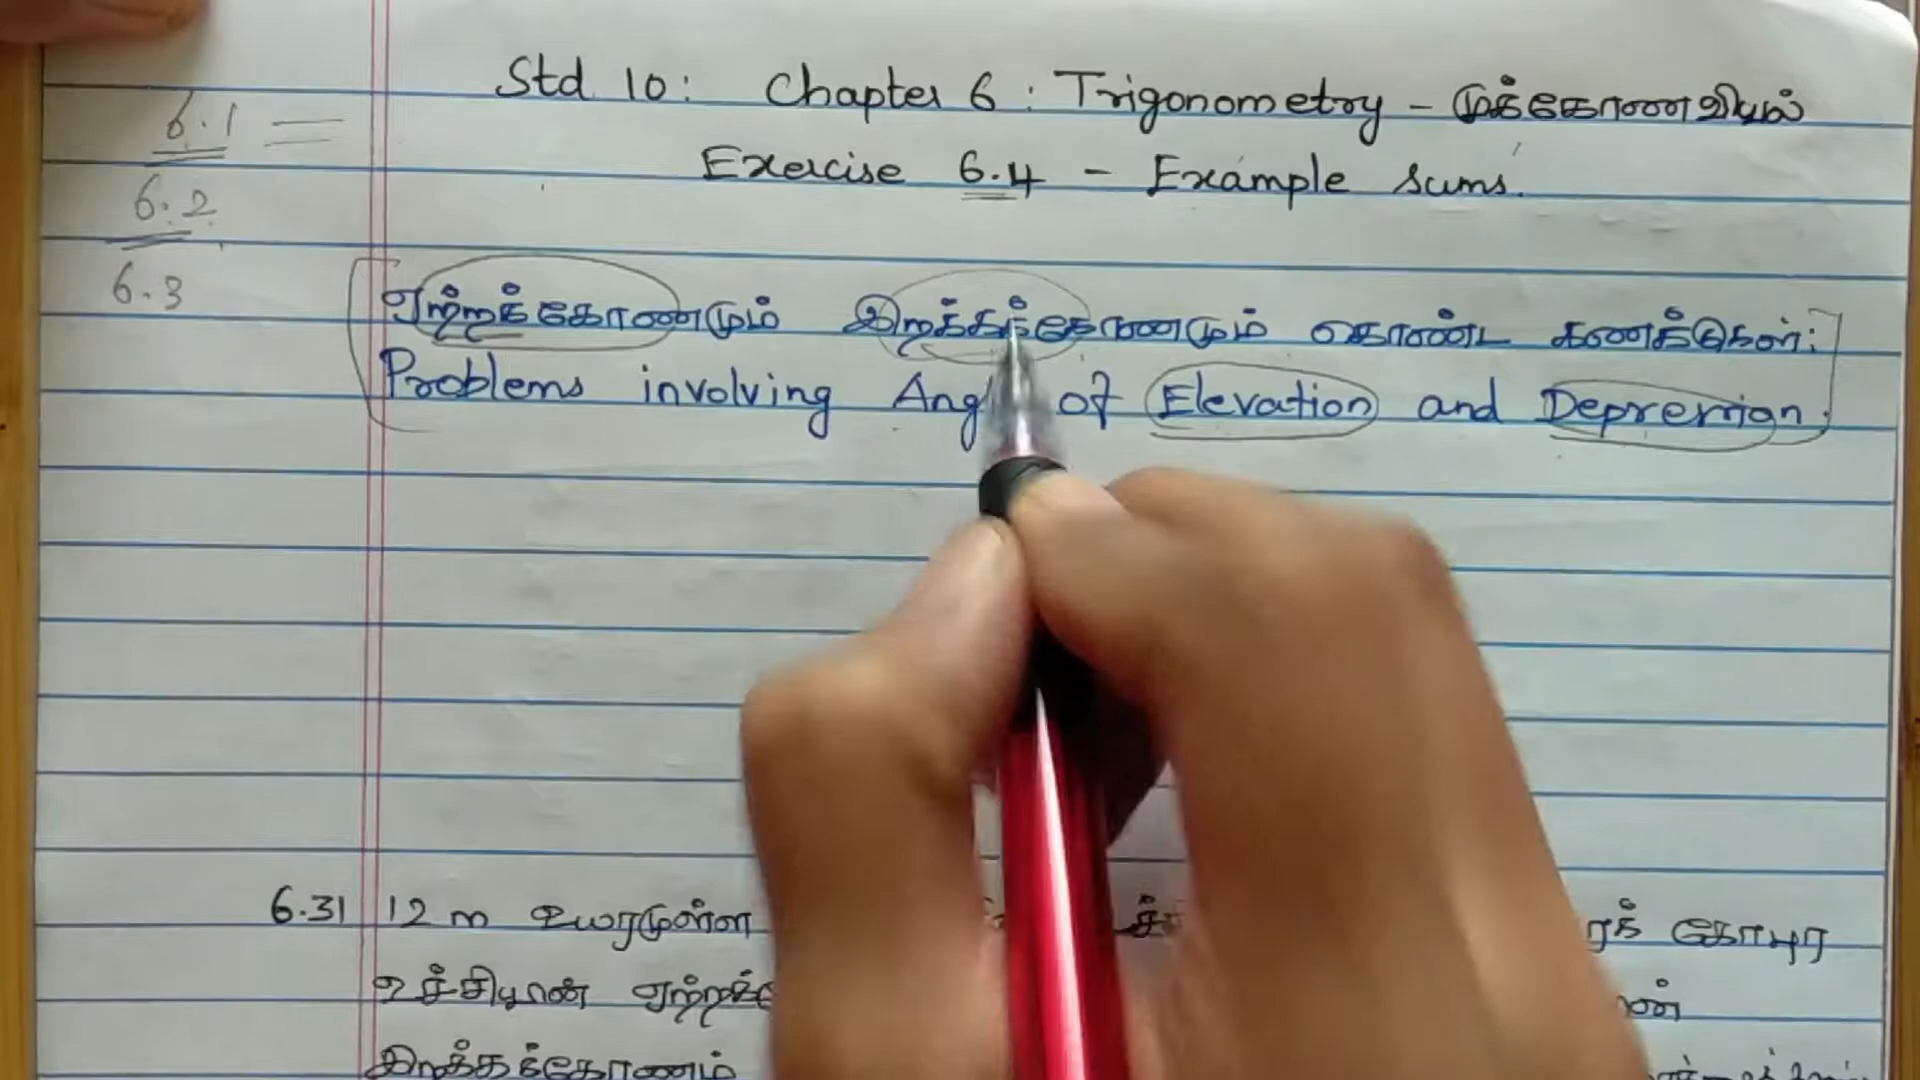 Std 10: Chapter 6 : Trigonometry - முக்கோணவியல்
6.1
Exercise 6.4 - Example sums.
6.2
6.3
ஏற்றக்கோணமும் இறக்கக்கோணமும் கொண்ட கணக்குகள்:
Problems involving of Elevation and Depression.
6.31 12 m உயரமுள்ள கோபுர
உச்சியின்
இறக்கக்கோணம்